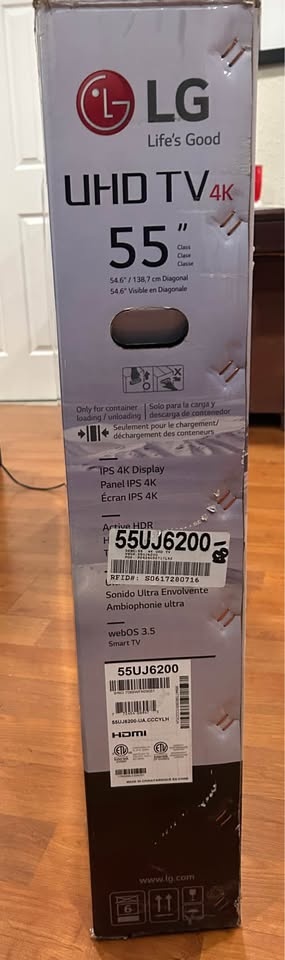 LG
Life's Good
UHD TV 4K
55"
Class
Clase
Classe
54.6" / 138,7 cm Diagonal
54.6" Visible en Diagonale
Only for container
loading / unloading
Solo para la carga y
descarga de contenedor
Seulement pour le chargement/
déchargement des conteneurs
IPS 4K Display
Panel IPS 4K
Écran IPS 4K
Active HDR
55UJ6200
RFID#: SO617280716
Sonido Ultra Envolvente
Ambiophonie ultra
webOS 3.5
Smart TV
55UJ6200
55UJ6200-UA.CCCYLH
HDMI
www.lg.com
6